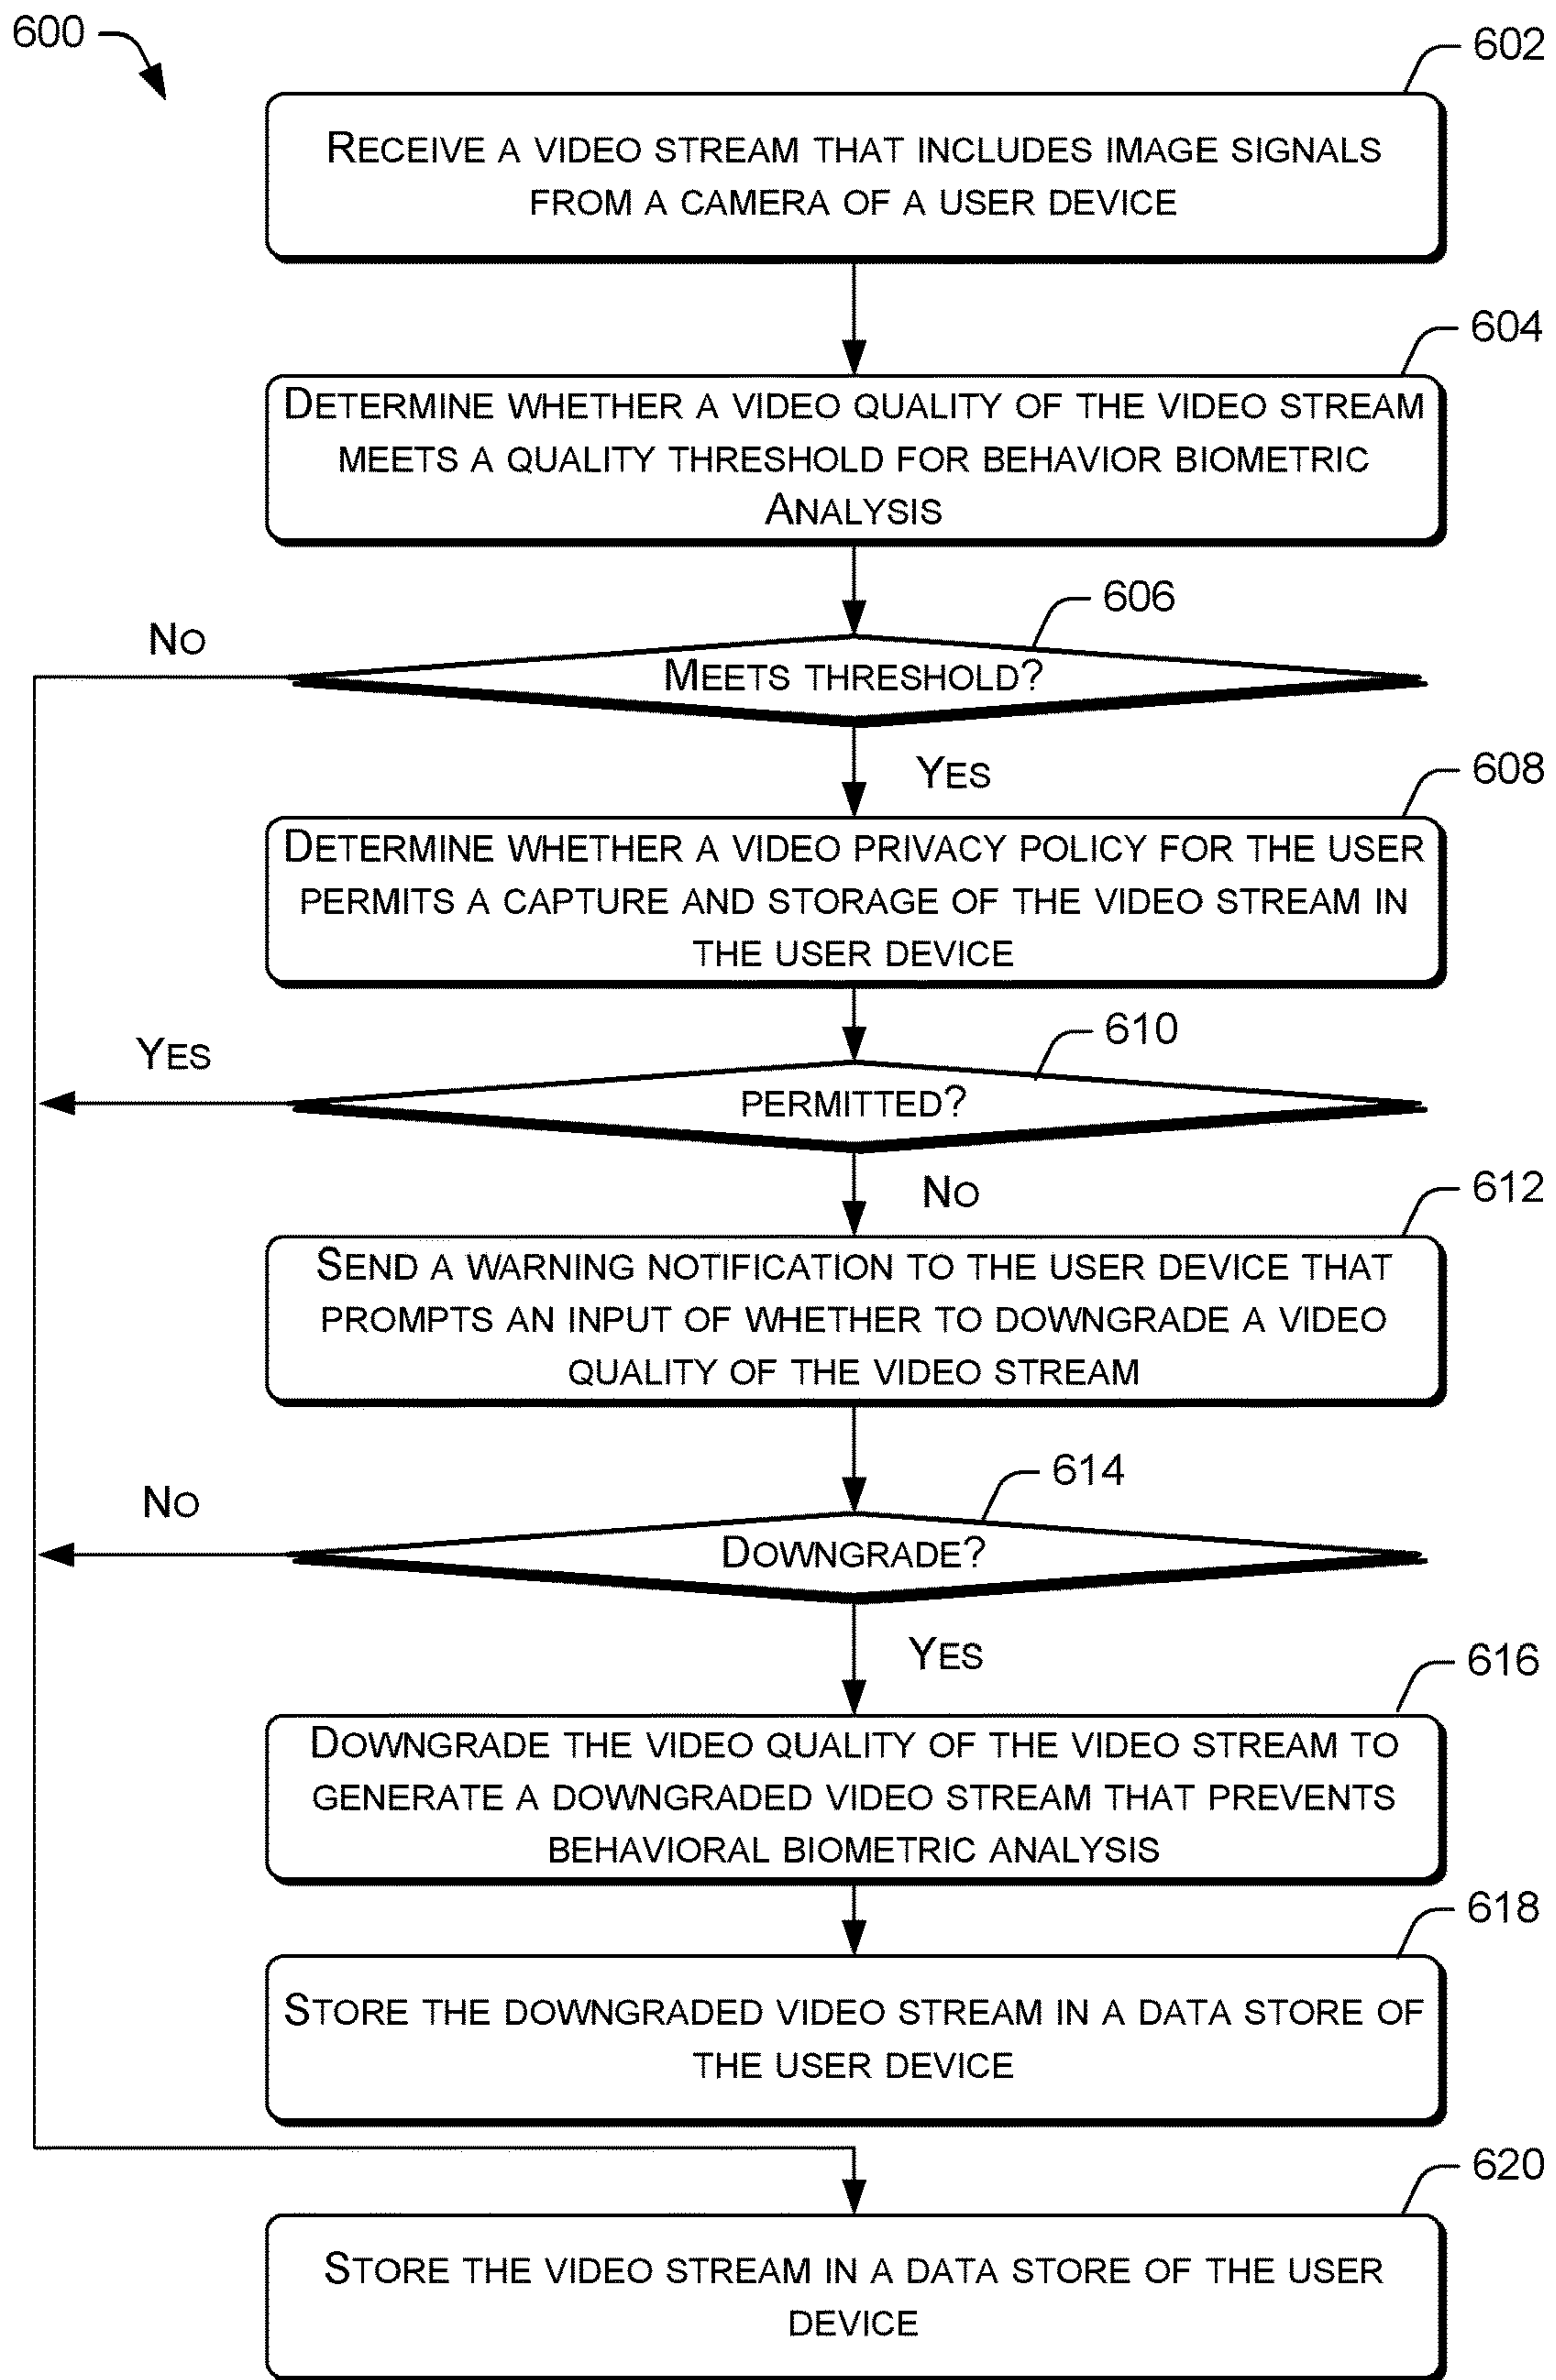 600
602
RECEIVE A VIDEO STREAM THAT INCLUDES IMAGE SIGNALS
FROM A CAMERA OF A USER DEVICE
604
DETERMINE WHETHER A VIDEO QUALITY OF THE VIDEO STREAM
MEETS A QUALITY THRESHOLD FOR BEHAVIOR BIOMETRIC
ANALYSIS
606
NO
MEETS THRESHOLD?
YES
608
DETERMINE WHETHER A VIDEO PRIVACY POLICY FOR THE USER
PERMITS A CAPTURE AND STORAGE OF THE VIDEO STREAM IN
THE USER DEVICE
610
YES
PERMITTED?
NO
612
SEND A WARNING NOTIFICATION TO THE USER DEVICE THAT
PROMPTS AN INPUT OF WHETHER TO DOWNGRADE A VIDEO
QUALITY OF THE VIDEO STREAM
614
NO
DOWNGRADE?
YES
616
DOWNGRADE THE VIDEO QUALITY OF THE VIDEO STREAM TO
GENERATE A DOWNGRADED VIDEO STREAM THAT PREVENTS
BEHAVIORAL BIOMETRIC ANALYSIS
618
STORE THE DOWNGRADED VIDEO STREAM IN A DATA STORE OF
THE USER DEVICE
620
STORE THE VIDEO STREAM IN A DATA STORE OF THE USER
DEVICE